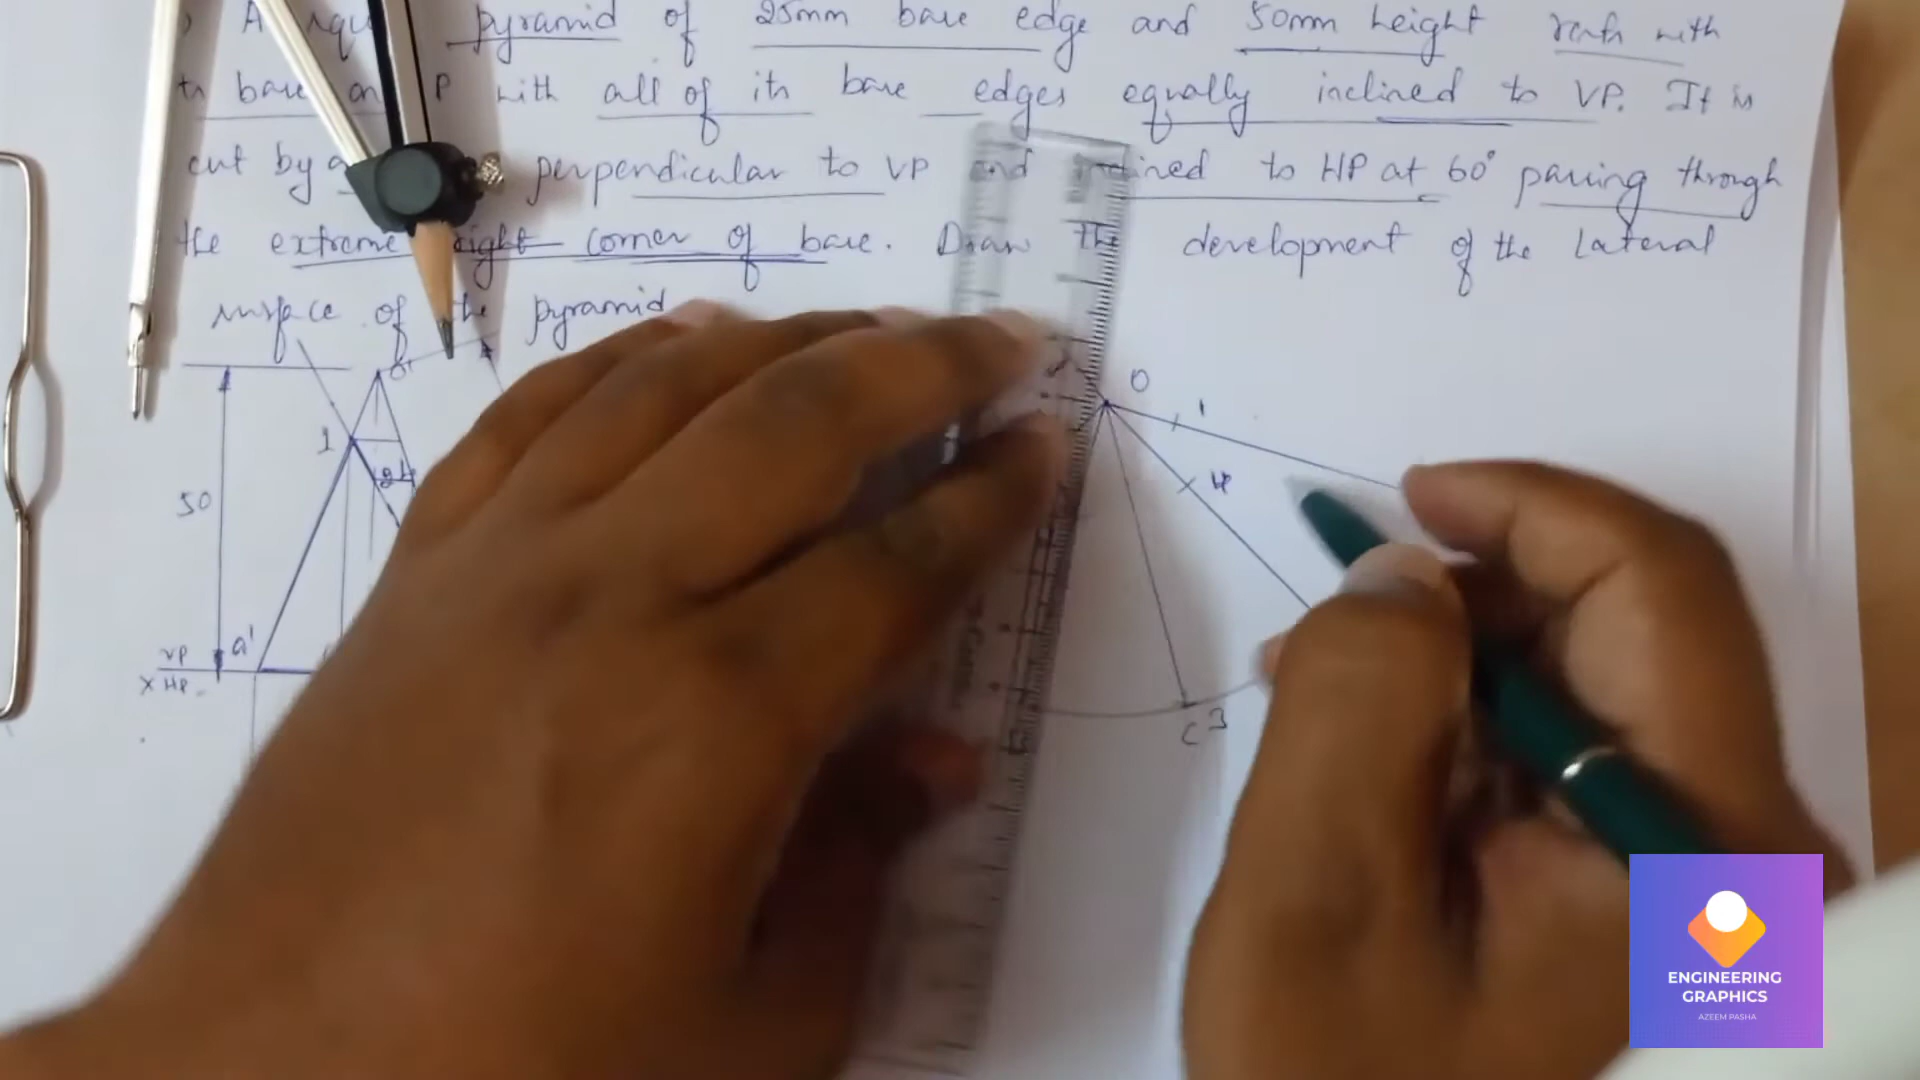 pyramid of 25mm base edge and 50mm height rests with
its base on P with all of its base edges equally inclined to VP. It is
cut by a perpendicular to VP and inclined to HP at 60° passing through
the extreme right corner of base. Draw the development of the lateral
surface of the pyramid
O
1
1
50
4
a'
VP
X HP
C 3
ENGINEERING
GRAPHICS
AZEEM PASHA